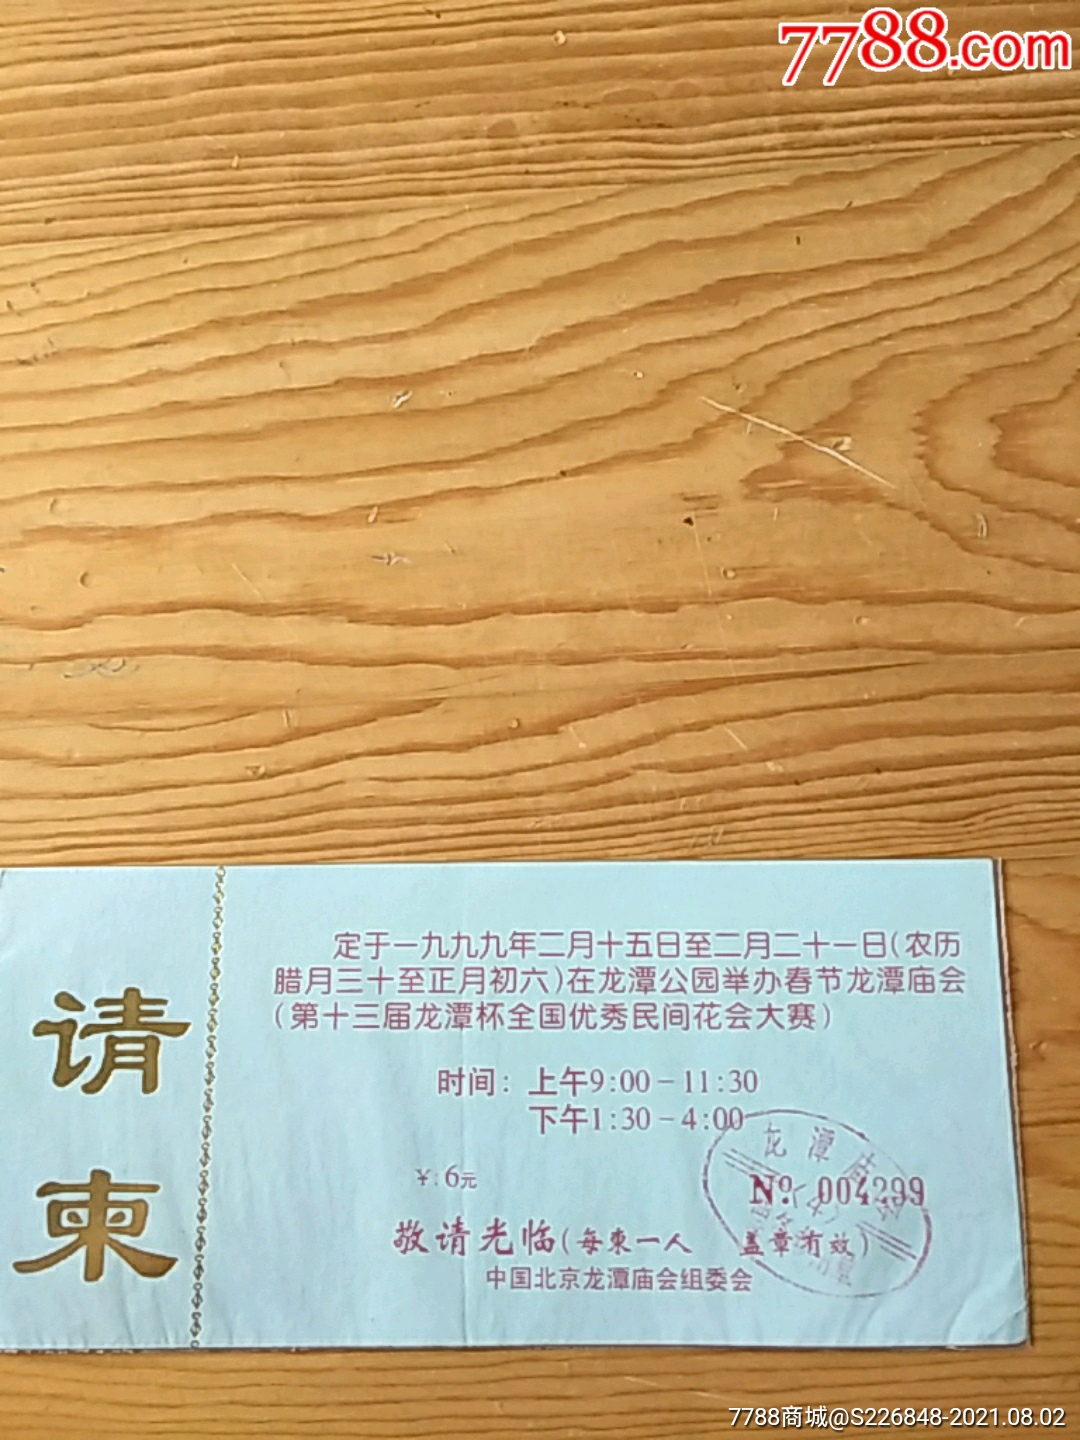 7788.com
请柬
定于一九九九年二月十五日至二月二十一日(农历
腊月三十至正月初六)在龙潭公园举办春节龙潭庙会
(第十三届龙潭杯全国优秀民间花会大赛)
时间：上午9:00-11:30
下午1:30-4:00
¥:6元
龙潭庙
№ 004299
敬请光临(每柬一人 盖章有效)
中国北京龙潭庙会组委会
7788商城@S226848-2021.08.02